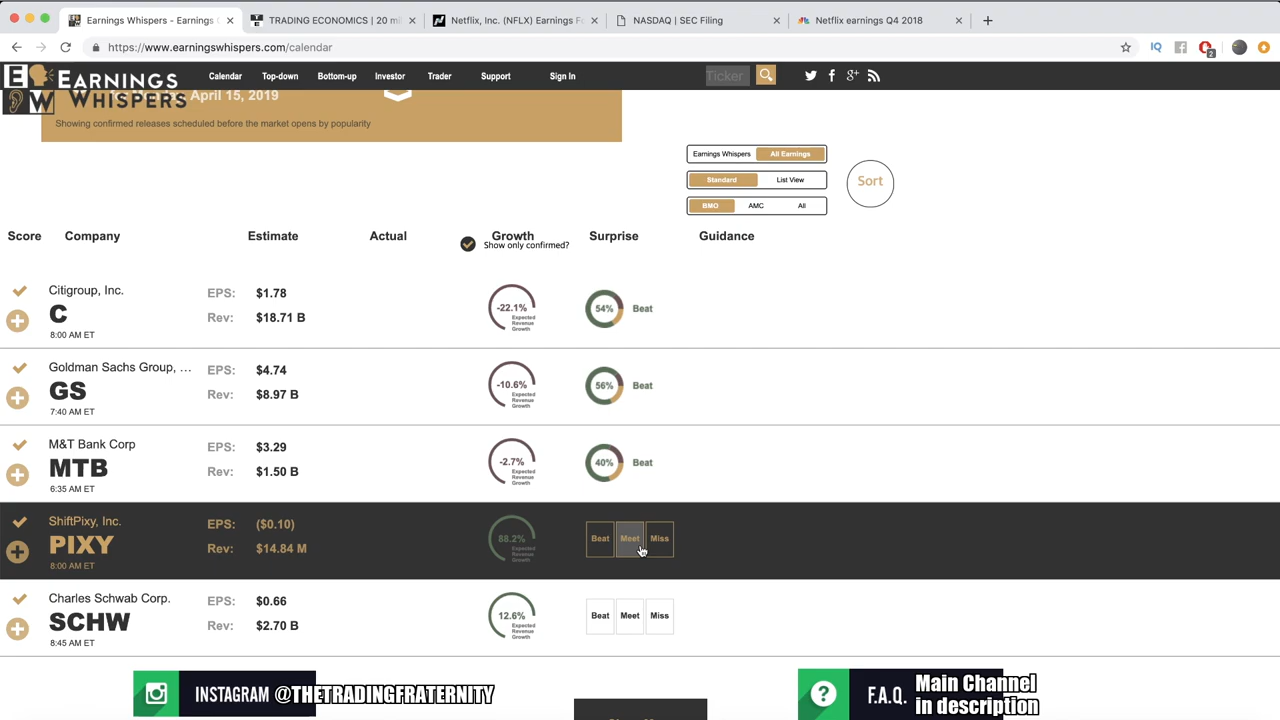 Earnings Whispers - Earnings C
TRADING ECONOMICS | 20 mil
Netflix, Inc. (NFLX) Earnings Fo
NASDAQ | SEC Filing
Netflix earnings Q4 2018
https://www.earningswhispers.com/calendar
IQ
2
EARNINGS WHISPERS
E
W
Calendar
Top-down
Bottom-up
Investor
Trader
Support
Sign In
Ticker
April 15, 2019
Showing confirmed releases scheduled before the market opens by popularity
Earnings Whispers
All Earnings
Standard
List View
BMO
AMC
All
Sort
Score
Company
Estimate
Actual
Growth
Surprise
Guidance
Show only confirmed?
Citigroup, Inc.
C
8:00 AM ET
EPS: $1.78
Rev: $18.71 B
-22.1%
Expected
Revenue
Growth
54%
Beat
Goldman Sachs Group, ...
GS
7:40 AM ET
EPS: $4.74
Rev: $8.97 B
-10.6%
Expected
Revenue
Growth
56%
Beat
M&T Bank Corp
MTB
6:35 AM ET
EPS: $3.29
Rev: $1.50 B
-2.7%
Expected
Revenue
Growth
40%
Beat
ShiftPixy, Inc.
PIXY
8:00 AM ET
EPS: ($0.10)
Rev: $14.84 M
88.2%
Expected
Revenue
Growth
Beat
Meet
Miss
Charles Schwab Corp.
SCHW
8:45 AM ET
EPS: $0.66
Rev: $2.70 B
12.6%
Expected
Revenue
Growth
Beat
Meet
Miss
INSTAGRAM @THETRADINGFRATERNITY
?
F.A.Q.
Main Channel
in description